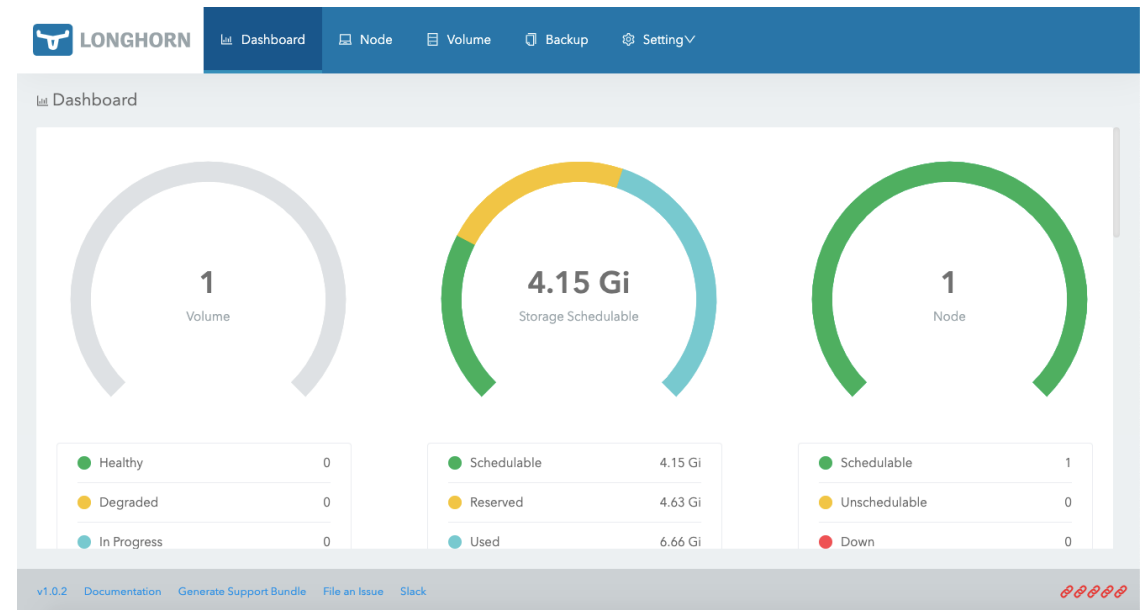 LONGHORN Dashboard Node Volume Backup Setting
Dashboard
1
Volume
4.15 Gi
Storage Schedulable
1
Node
Healthy 0
Degraded 0
In Progress 0
Schedulable 4.15 Gi
Reserved 4.63 Gi
Used 6.66 Gi
Schedulable 1
Unschedulable 0
Down 0
v1.0.2 Documentation Generate Support Bundle File an Issue Slack